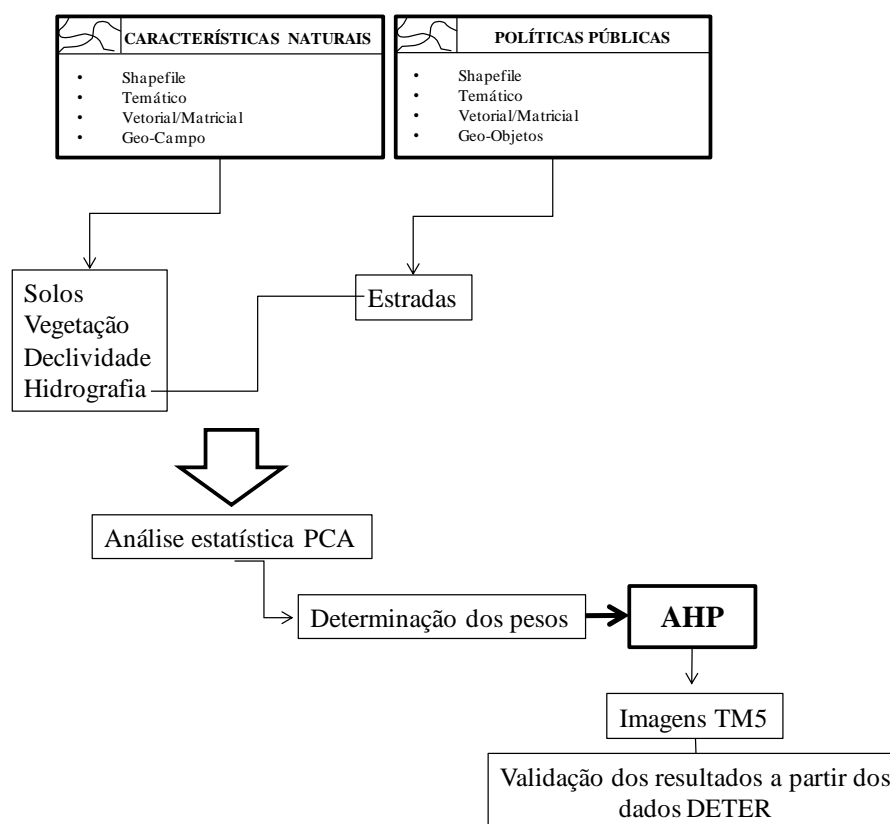 CARACTERÍSTICAS NATURAIS
• Shapefile
• Temático
• Vetorial/Matricial
• Geo-Campo
POLÍTICAS PÚBLICAS
• Shapefile
• Temático
• Vetorial/Matricial
• Geo-Objetos
Solos
Vegetação
Declividade
Hidrografia
Estradas
Análise estatística PCA
Determinação dos pesos
AHP
Imagens TM5
Validação dos resultados a partir dos
dados DETER